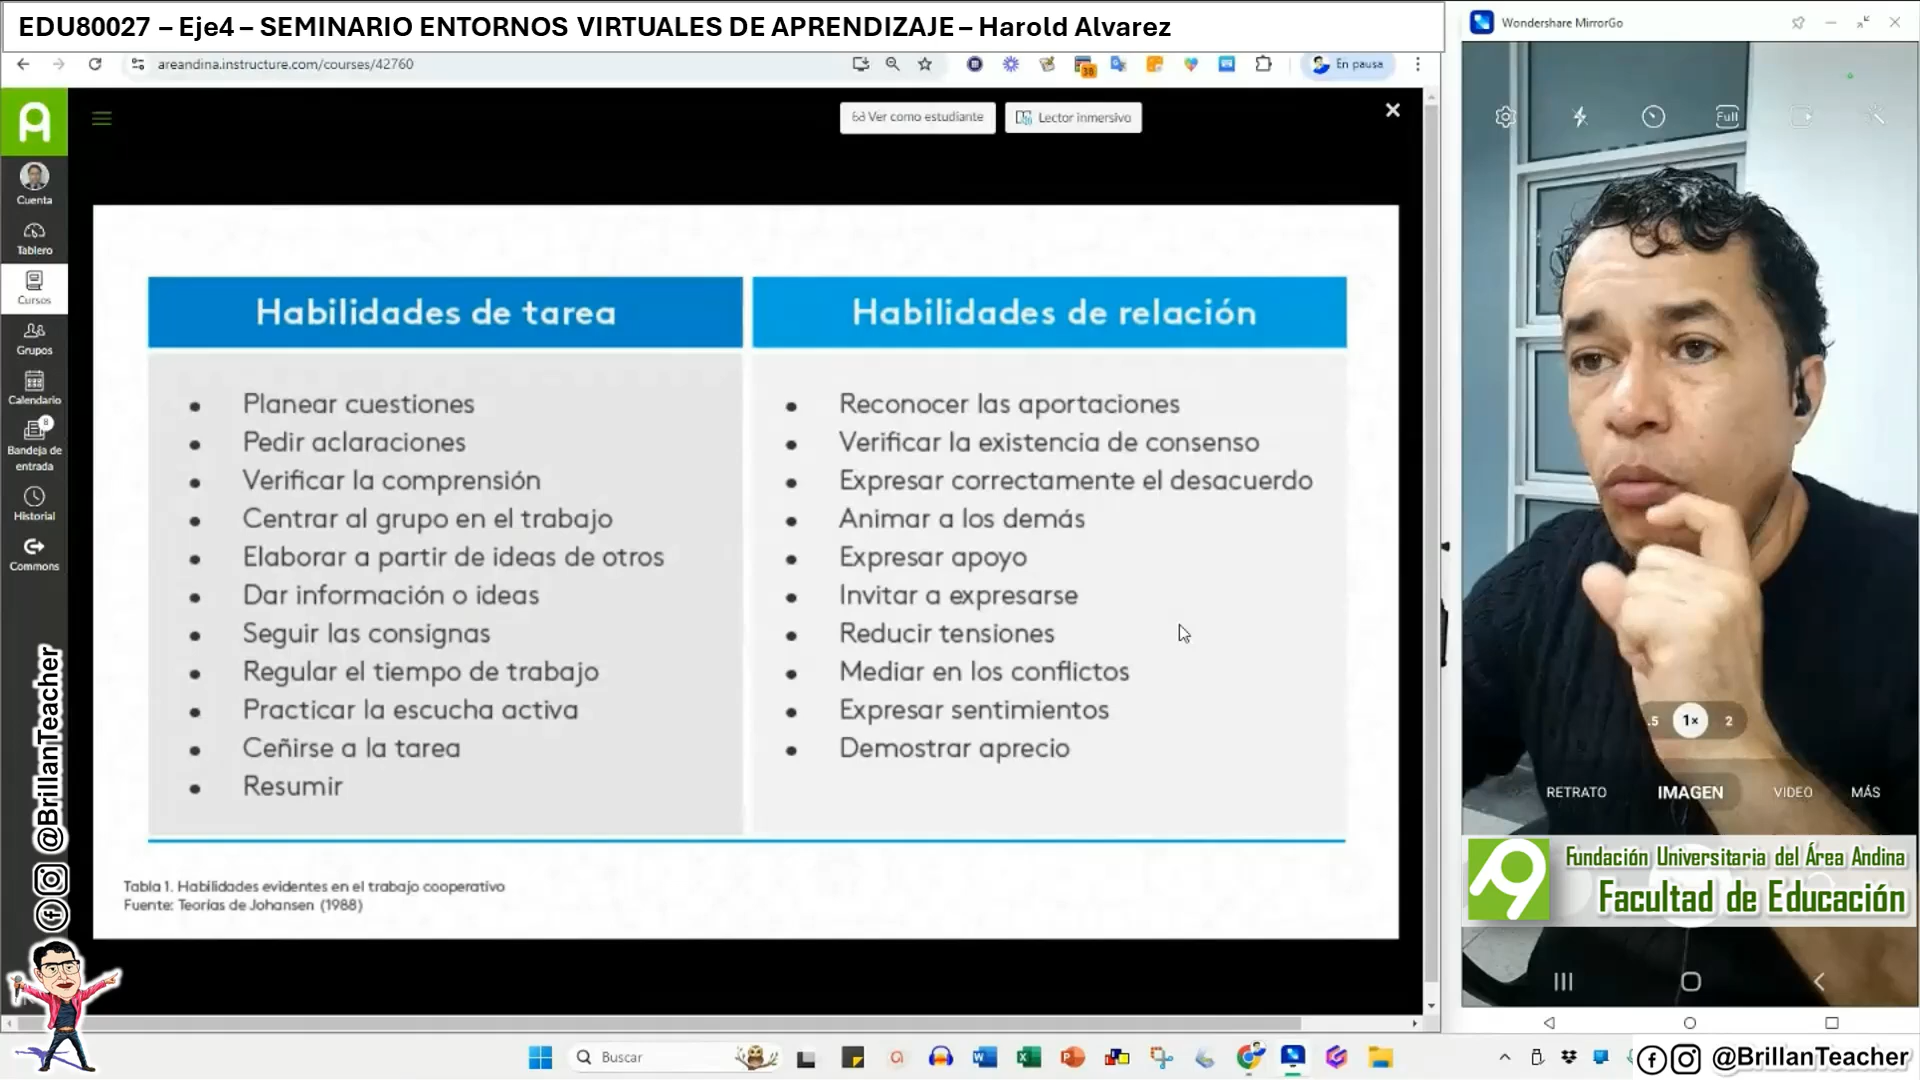 EDU80027 – Eje4 – SEMINARIO ENTORNOS VIRTUALES DE APRENDIZAJE – Harold Alvarez
Wondershare MirrorGo
areandina.instructure.com/courses/42760
38
En pausa
Ver como estudiante
Lector inmersivo
Full
Cuenta
Tablero
Cursos
Grupos
Calendario
8
Bandeja de
entrada
Historial
Commons
Habilidades de tarea
Planear cuestiones
Pedir aclaraciones
Verificar la comprensión
Centrar al grupo en el trabajo
Elaborar a partir de ideas de otros
Dar información o ideas
Seguir las consignas
Regular el tiempo de trabajo
Practicar la escucha activa
Ceñirse a la tarea
Resumir
Habilidades de relación
Reconocer las aportaciones
Verificar la existencia de consenso
Expresar correctamente el desacuerdo
Animar a los demás
Expresar apoyo
Invitar a expresarse
Reducir tensiones
Mediar en los conflictos
Expresar sentimientos
Demostrar aprecio
Tabla 1. Habilidades evidentes en el trabajo cooperativo
Fuente: Teorías de Johansen (1988)
@BrillanTeacher
.5 1x 2
RETRATO IMAGEN VIDEO MÁS
Fundación Universitaria del Área Andina
Facultad de Educación
Buscar
@BrillanTeacher